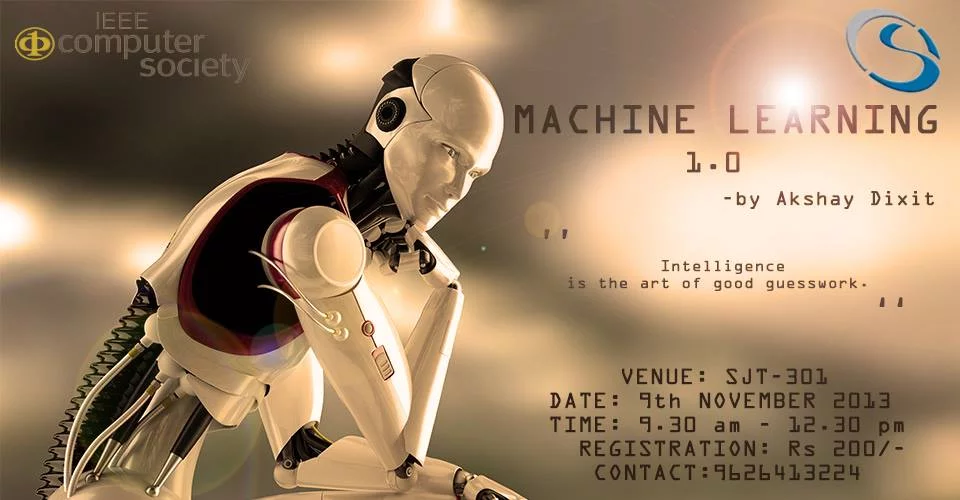 IEEE
computer
society
MACHINE LEARNING
1.0
-by Akshay Dixit
"
Intelligence
is the art of good guesswork.
"
VENUE: SJT-301
DATE: 9th NOVEMBER 2013
TIME: 9.30 am - 12.30 pm
REGISTRATION: Rs 200/-
CONTACT:9626413224